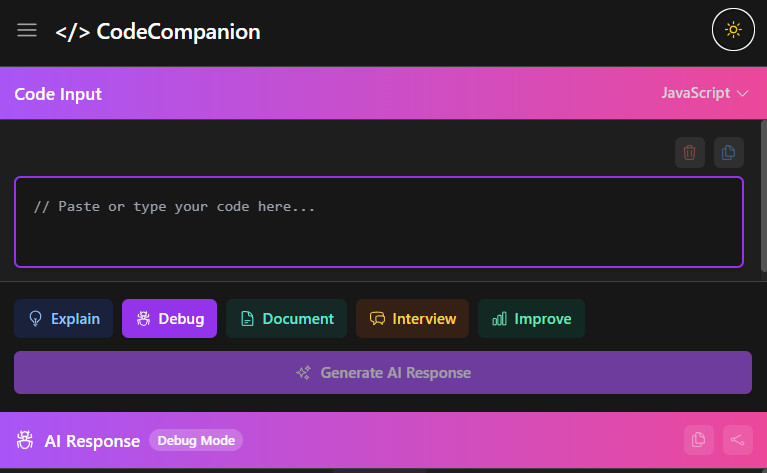 </> CodeCompanion
Code Input
JavaScript
// Paste or type your code here...
Explain
Debug
Document
Interview
Improve
Generate AI Response
AI Response
Debug Mode